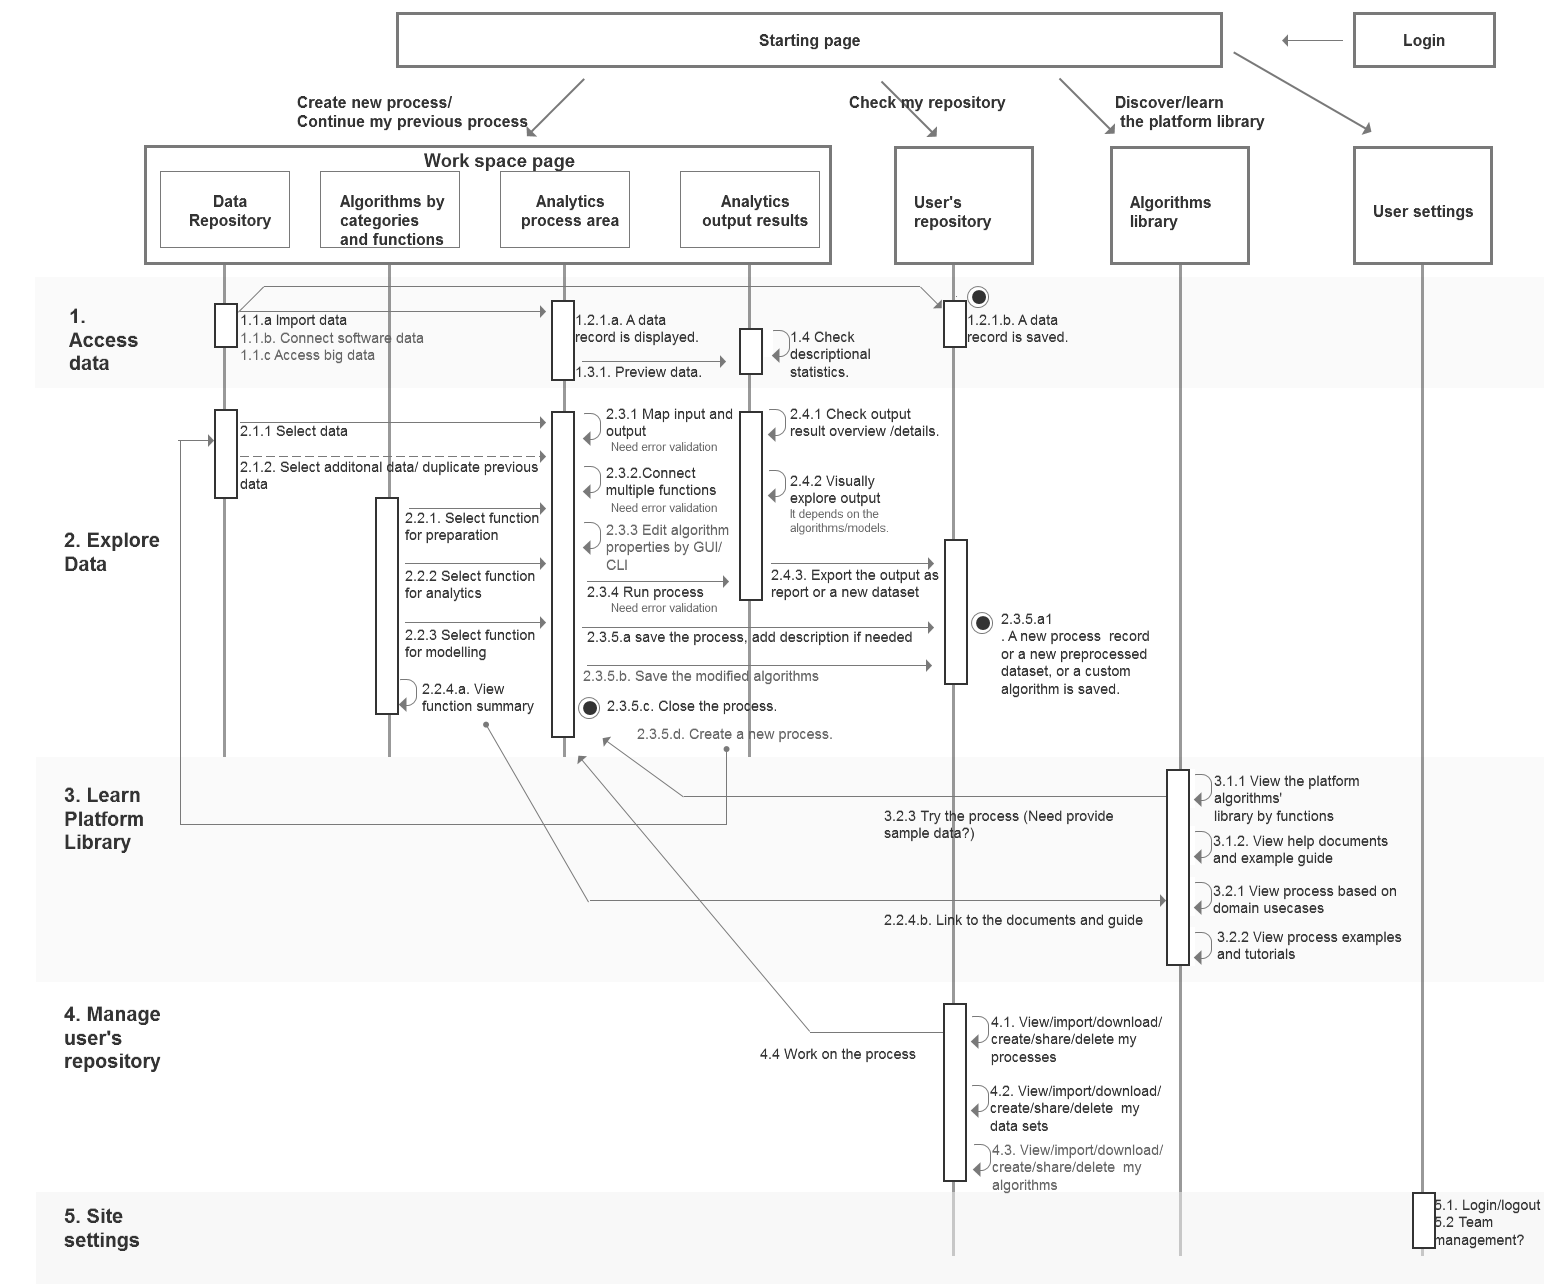 Starting page
Login
Create new process/
Continue my previous process
Check my repository
Discover/learn
the platform library
Work space page
Data
Repository
Algorithms by
categories
and functions
Analytics
process area
Analytics
output results
User's
repository
Algorithms
library
User settings
1.
Access
data
1.1.a Import data
1.1.b. Connect software data
1.1.c Access big data
1.2.1.a. A data
record is displayed.
1.3.1. Preview data.
1.4 Check
descriptional
statistics.
1.2.1.b. A data
record is saved.
2. Explore
Data
2.1.1 Select data
2.1.2. Select additonal data/ duplicate previous
data
2.2.1. Select function
for preparation
2.2.2 Select function
for analytics
2.2.3 Select function
for modelling
2.2.4.a. View
function summary
2.3.1 Map input and
output
Need error validation
2.3.2.Connect
multiple functions
Need error validation
2.3.3 Edit algorithm
properties by GUI/
CLI
2.3.4 Run process
Need error validation
2.3.5.a save the process, add description if needed
2.3.5.b. Save the modified algorithms
2.3.5.c. Close the process.
2.3.5.d. Create a new process.
2.4.1 Check output
result overview /details.
2.4.2 Visually
explore output
It depends on the
algorithms/models.
2.4.3. Export the output as
report or a new dataset
2.3.5.a1
. A new process  record
or a new preprocessed
dataset, or a custom
algorithm is saved.
3. Learn
Platform
Library
3.2.3 Try the process (Need provide
sample data?)
2.2.4.b. Link to the documents and guide
3.1.1 View the platform
algorithms'
library by functions
3.1.2. View help documents
and example guide
3.2.1 View process based on
domain usecases
3.2.2 View process examples
and tutorials
4. Manage
user's
repository
4.4 Work on the process
4.1. View/import/download/
create/share/delete my
processes
4.2. View/import/download/
create/share/delete  my
data sets
4.3. View/import/download/
create/share/delete  my
algorithms
5. Site
settings
5.1. Login/logout
5.2 Team
management?